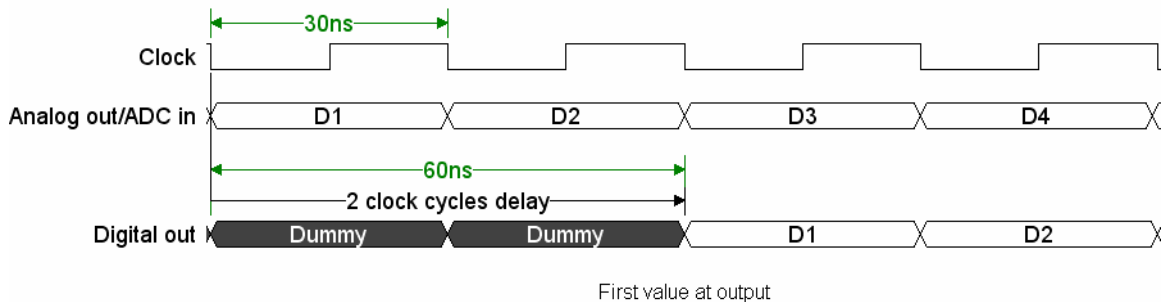 30ns
Clock
Analog out/ADC in D1 D2 D3 D4
60ns
2 clock cycles delay
Digital out Dummy Dummy D1 D2
First value at output